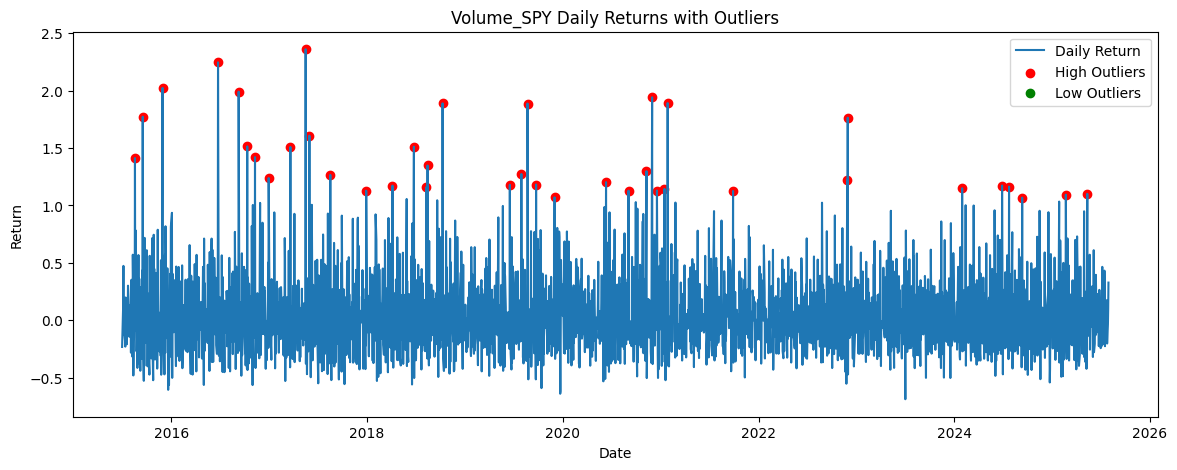 Volume_SPY Daily Returns with Outliers
2.5
2.0
1.5
1.0
0.5
0.0
−0.5
Return
Daily Return
High Outliers
Low Outliers
2016
2018
2020
2022
2024
2026
Date